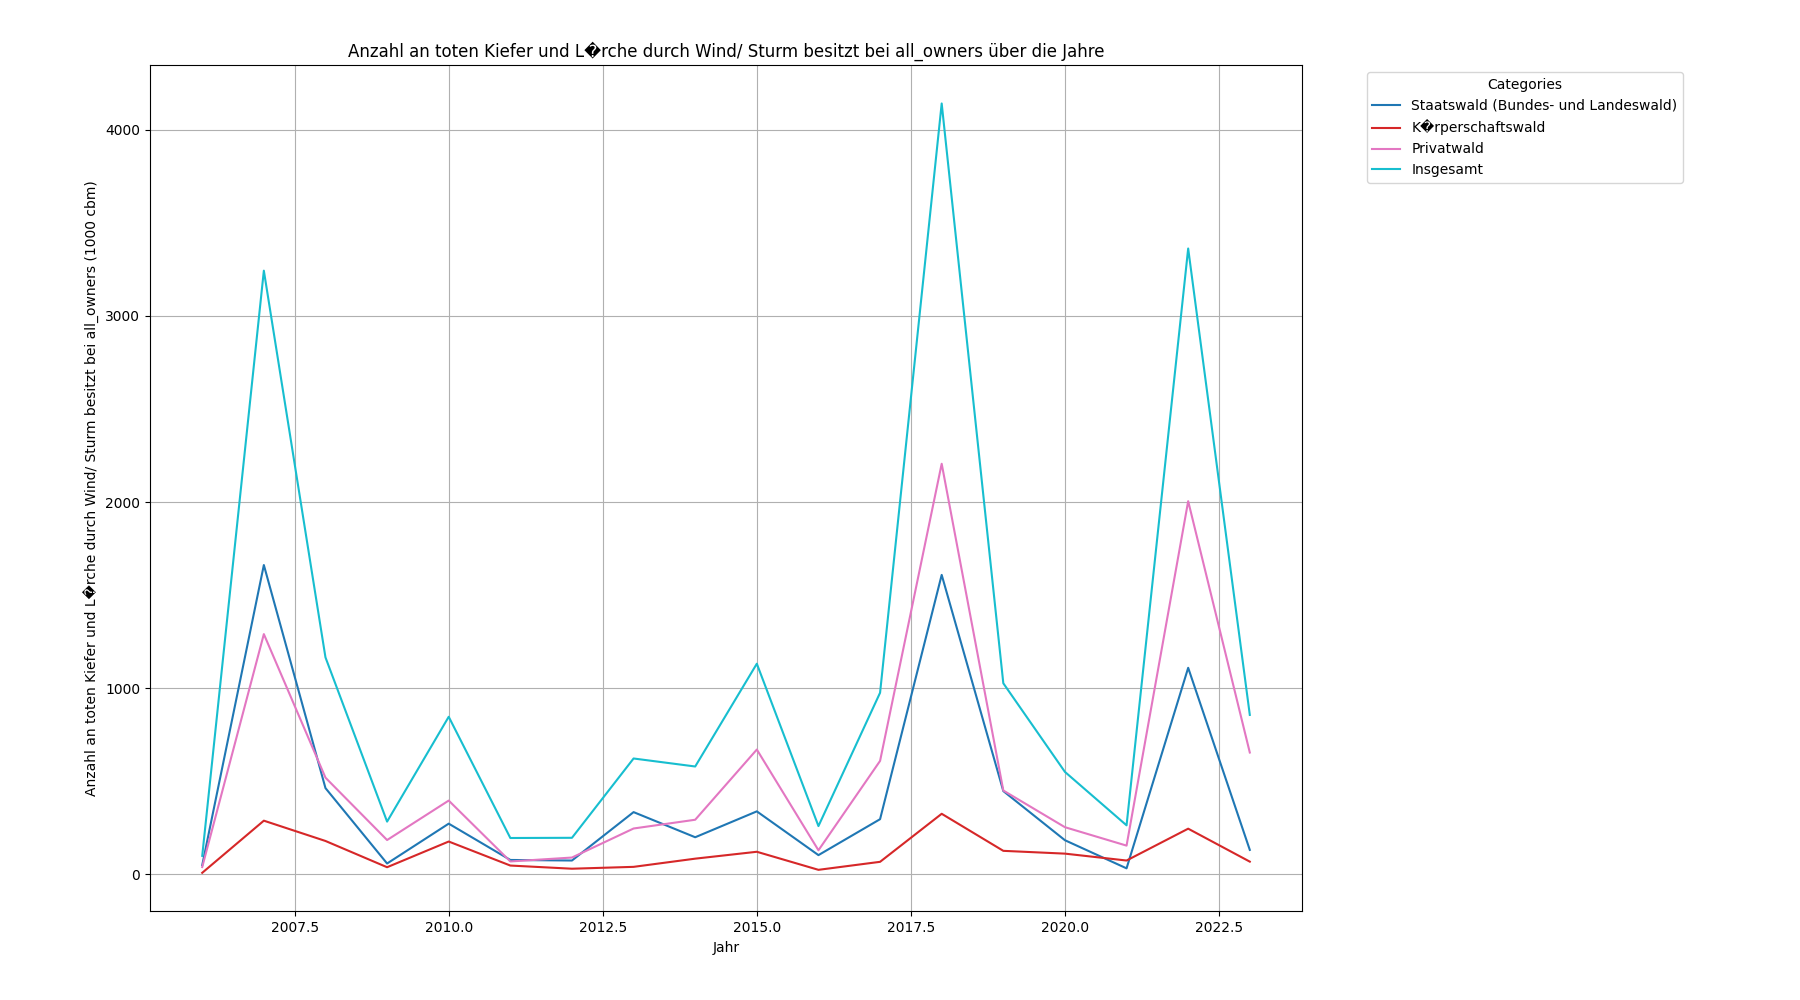 Anzahl an toten Kiefer und L�rche durch Wind/ Sturm besitzt bei all_owners über die Jahre
Categories
Staatswald (Bundes- und Landeswald)
K�rperschaftswald
Privatwald
Insgesamt
Anzahl an toten Kiefer und L�rche durch Wind/ Sturm besitzt bei all_owners (1000 cbm)
4000
3000
2000
1000
0
2007.5 2010.0 2012.5 2015.0 2017.5 2020.0 2022.5
Jahr